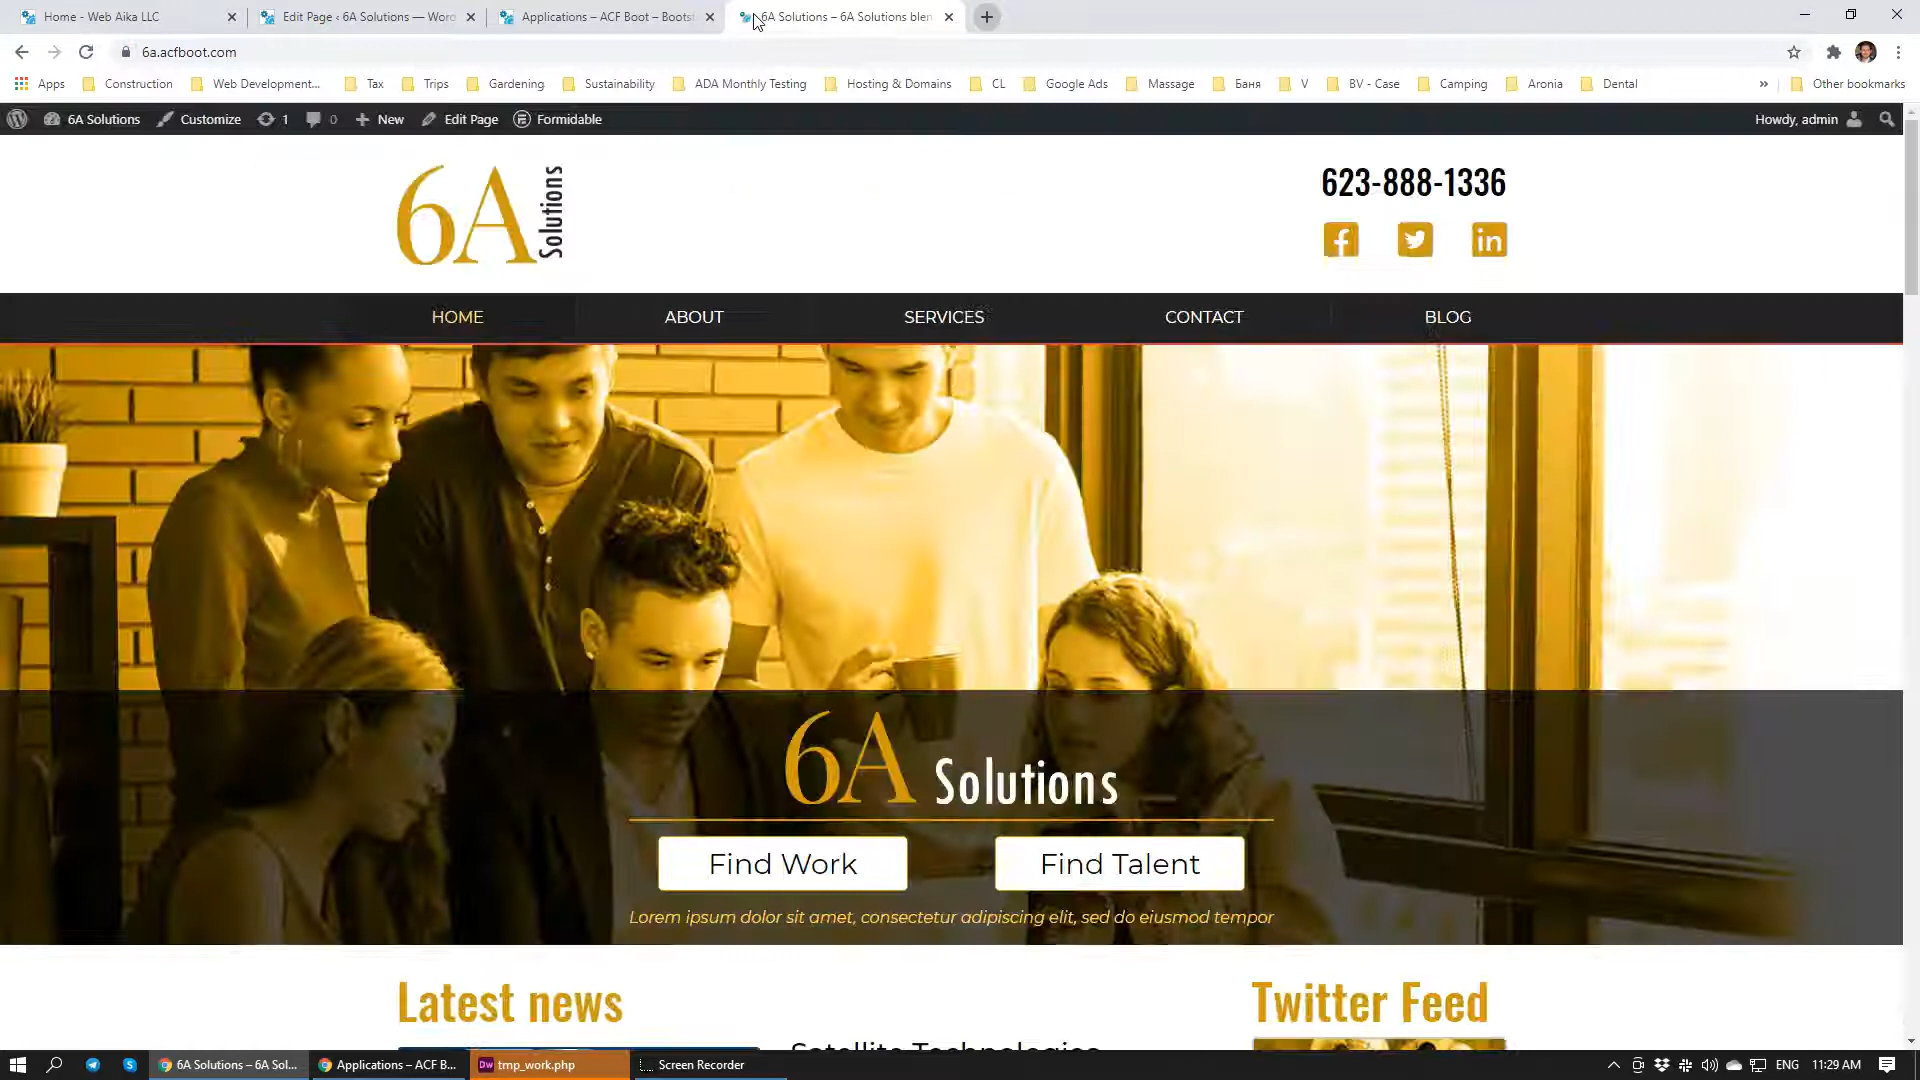 Home - Web Aika LLC
Edit Page ‹ 6A Solutions — Word
Applications – ACF Boot – Bootst
6A Solutions – 6A Solutions blen
6a.acfboot.com
Apps
Construction
Web Development...
Tax
Trips
Gardening
Sustainability
ADA Monthly Testing
Hosting & Domains
CL
Google Ads
Massage
Баня
V
BV - Case
Camping
Aronia
Dental
»
Other bookmarks
6A Solutions
Customize
1
0
New
Edit Page
Formidable
Howdy, admin
6A Solutions
623-888-1336
HOME
ABOUT
SERVICES
CONTACT
BLOG
6A Solutions
Find Work
Find Talent
Lorem ipsum dolor sit amet, consectetur adipiscing elit, sed do eiusmod tempor
Latest news
Twitter Feed
Satellite Technologies
6A Solutions – 6A Sol...
Applications – ACF B...
Dw
tmp_work.php
Screen Recorder
ENG
11:29 AM